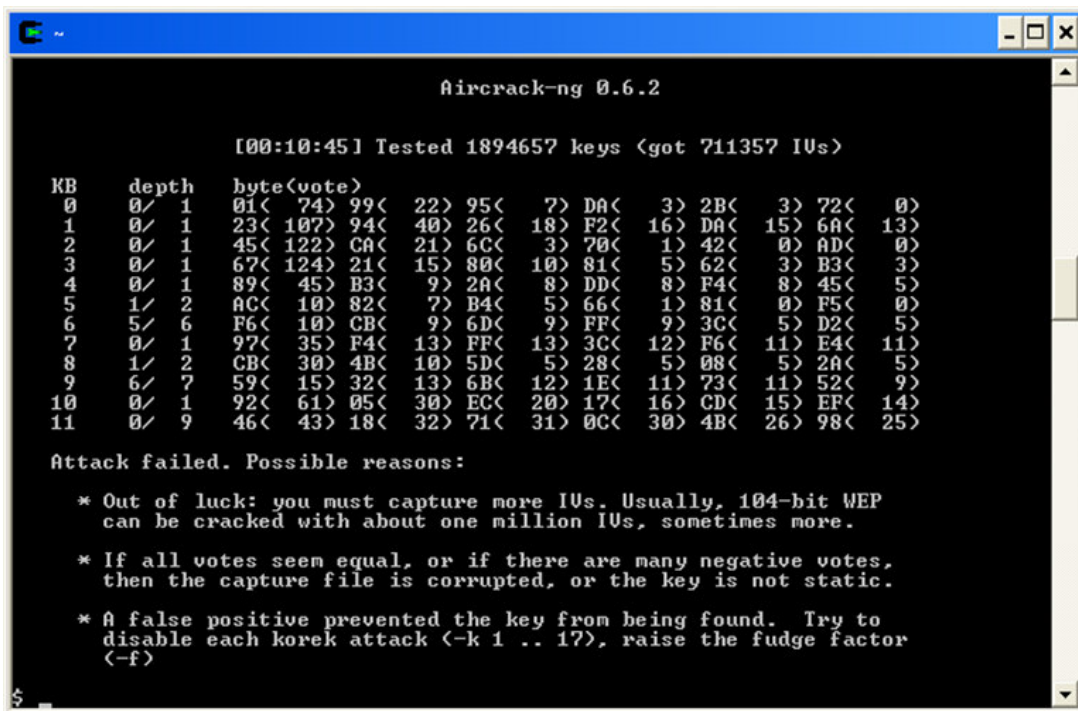 ~
Aircrack-ng 0.6.2
[00:10:45] Tested 1894657 keys (got 711357 IVs)
KB depth byte(vote)
0 0/ 1 01( 74) 99( 22) 95( 7) DA( 3) 2B( 3) 72( 0)
1 0/ 1 23( 107) 94( 40) 26( 18) F2( 16) DA( 15) 6A( 13)
2 0/ 1 45( 122) CA( 21) 6C( 3) 70( 1) 42( 0) AD( 0)
3 0/ 1 67( 124) 21( 15) 80( 10) 81( 5) 62( 3) B3( 3)
4 0/ 1 89( 45) B3( 9) 2A( 8) DD( 8) F4( 8) 45( 5)
5 1/ 2 AC( 10) 82( 7) B4( 5) 66( 1) 81( 0) F5( 0)
6 5/ 6 F6( 10) CB( 9) 6D( 9) FF( 9) 3C( 5) D2( 5)
7 0/ 1 97( 35) F4( 13) FF( 13) 3C( 12) F6( 11) E4( 11)
8 1/ 2 CB( 30) 4B( 10) 5D( 5) 28( 5) 08( 5) 2A( 5)
9 6/ 7 59( 15) 32( 13) 6B( 12) 1E( 11) 73( 11) 52( 9)
10 0/ 1 92( 61) 05( 30) EC( 20) 17( 16) CD( 15) EF( 14)
11 0/ 9 46( 43) 18( 32) 71( 31) 0C( 30) 4B( 26) 98( 25)
Attack failed. Possible reasons:
* Out of luck: you must capture more IVs. Usually, 104-bit WEP
can be cracked with about one million IVs, sometimes more.
* If all votes seem equal, or if there are many negative votes,
then the capture file is corrupted, or the key is not static.
* A false positive prevented the key from being found. Try to
disable each korek attack (-k 1 .. 17), raise the fudge factor
(-f)
$ _